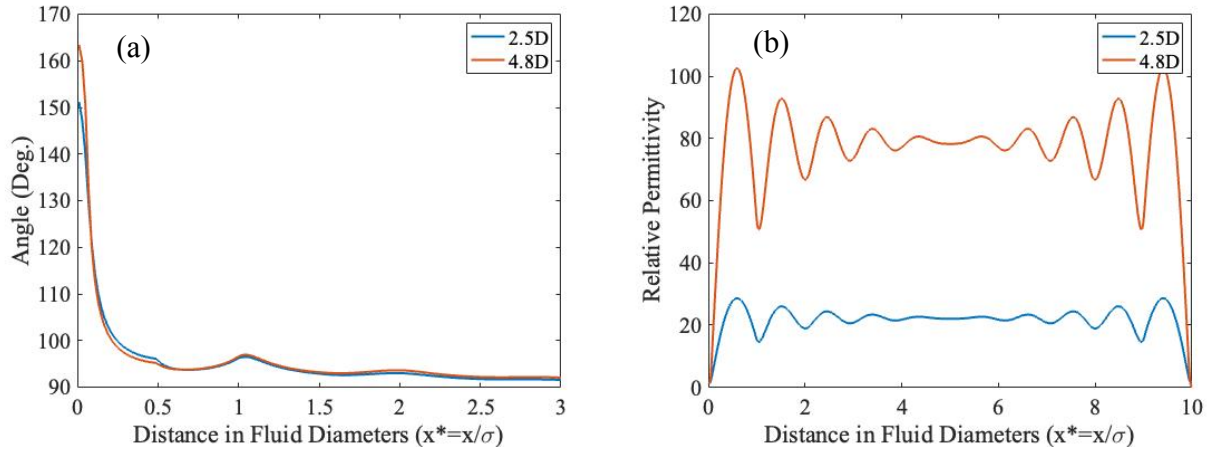 (a)
170
160
150
140
130
120
110
100
90
0
0.5
1
1.5
2
2.5
3
Angle (Deg.)
Distance in Fluid Diameters (x*=x/σ)
2.5D
4.8D
(b)
120
100
80
60
40
20
0
0
2
4
6
8
10
Relative Permittivity
Distance in Fluid Diameters (x*=x/σ)
2.5D
4.8D